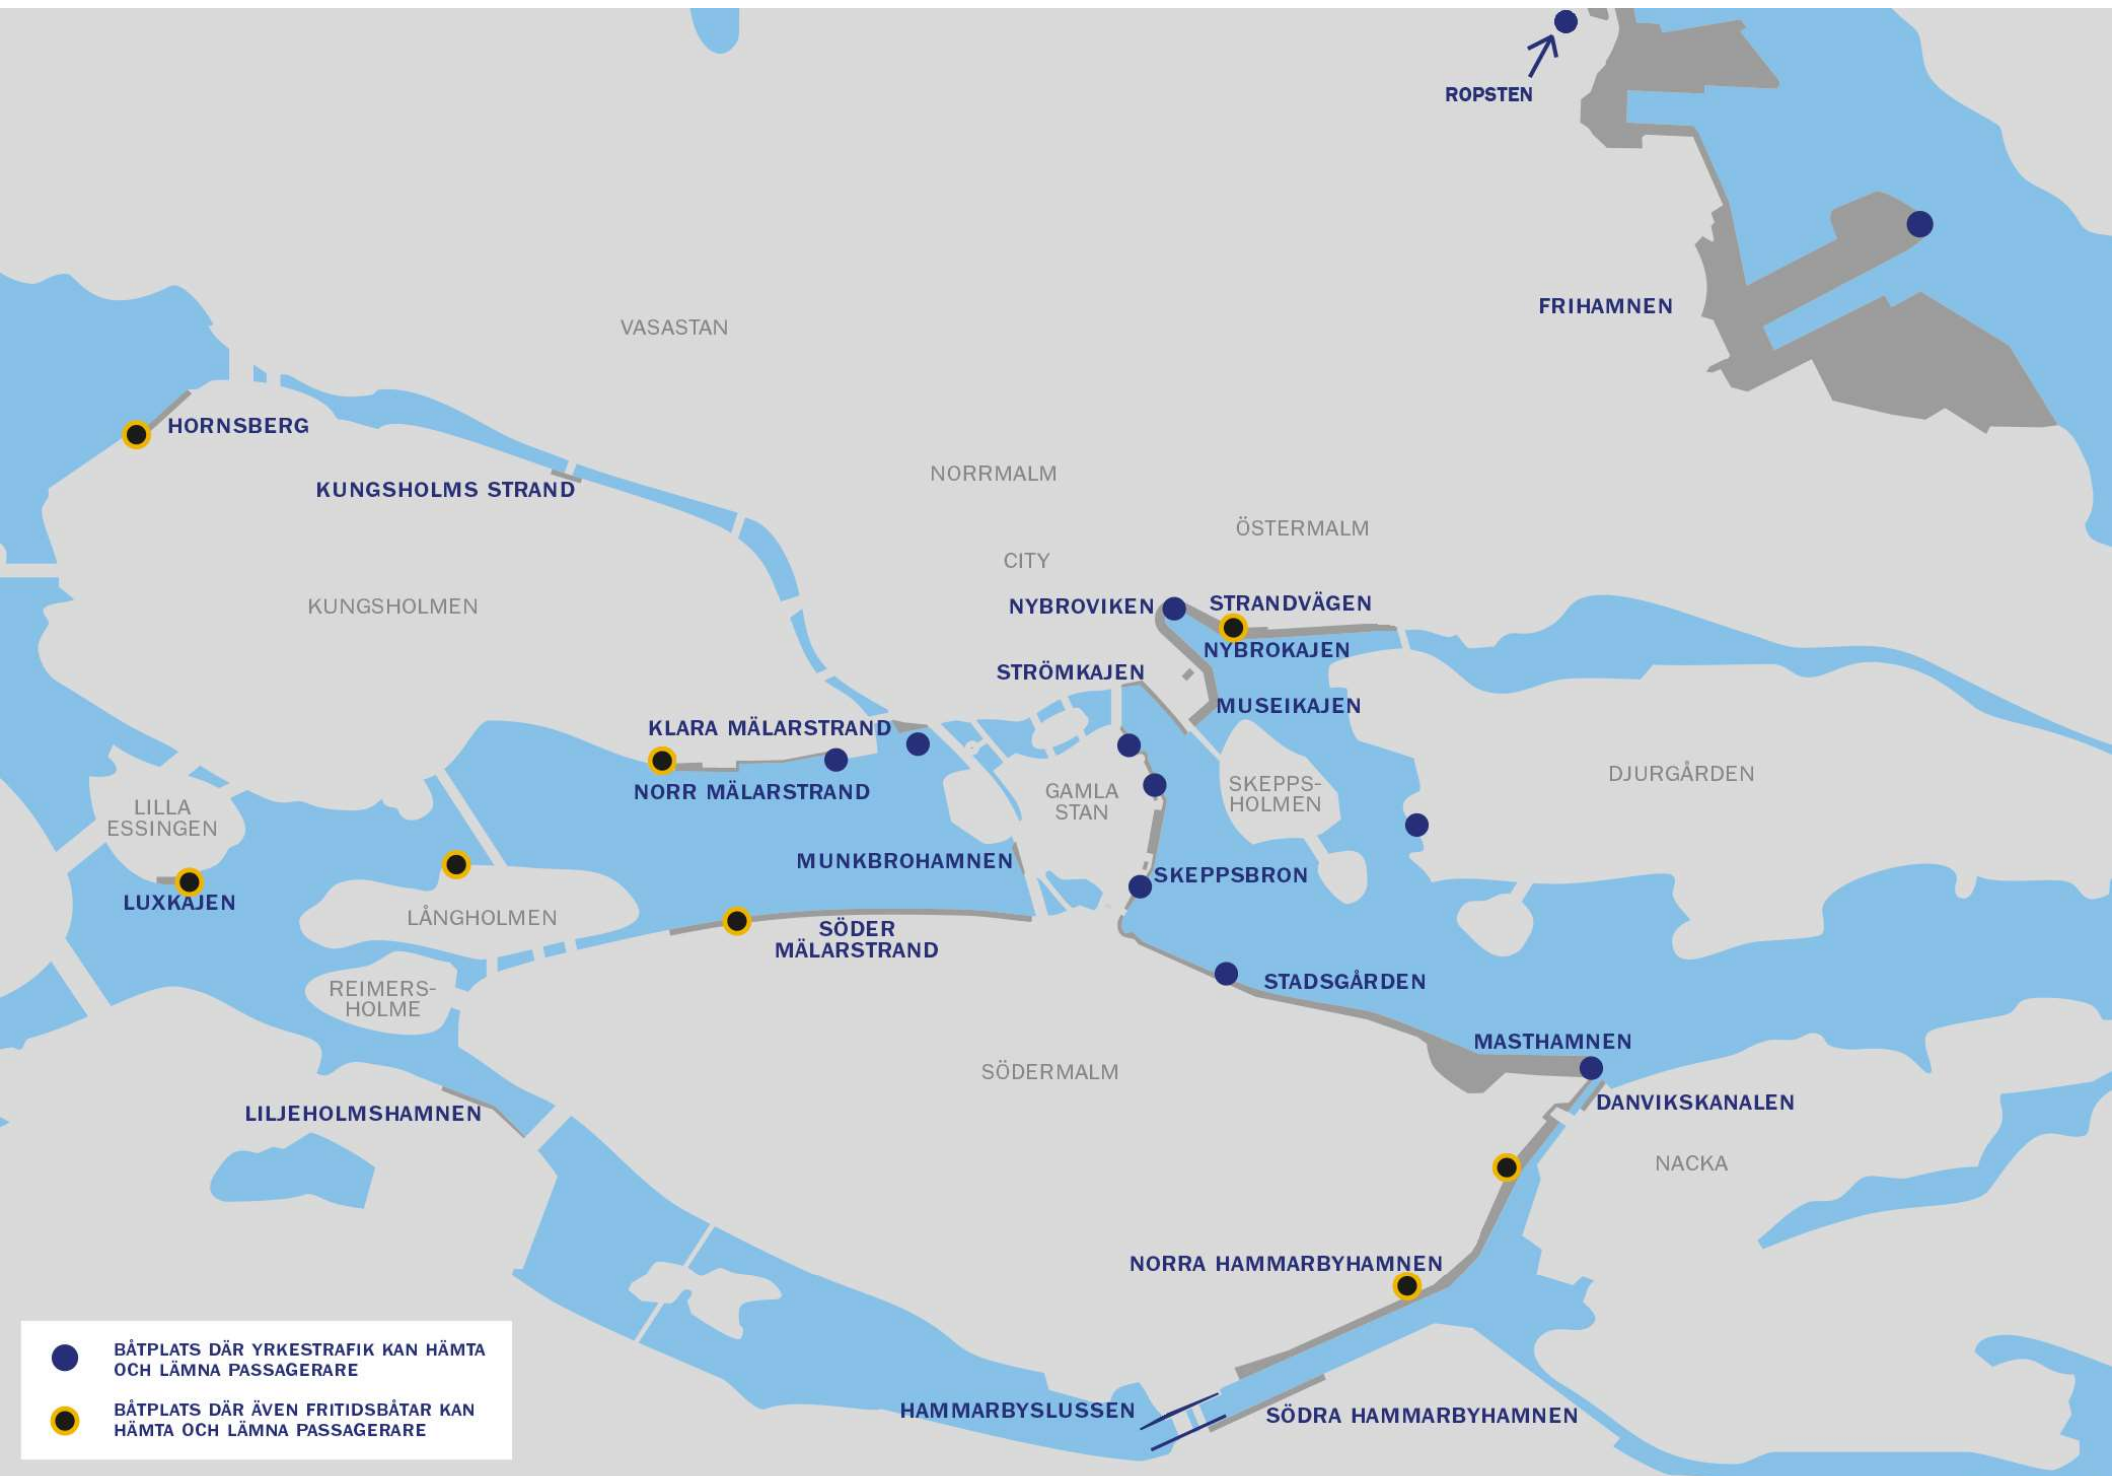 ROPSTEN
FRIHAMNEN
VASASTAN
HORNSBERG
KUNGSHOLMS STRAND
NORRMALM
ÖSTERMALM
CITY
KUNGSHOLMEN
NYBROVIKEN
STRANDVÄGEN
NYBROKAJEN
STRÖMKAJEN
MUSEIKAJEN
KLARA MÄLARSTRAND
NORR MÄLARSTRAND
GAMLA
STAN
SKEPPS-
HOLMEN
DJURGÅRDEN
LILLA
ESSINGEN
MUNKBROHAMNEN
SKEPPSBRON
LUXKAJEN
LÅNGHOLMEN
SÖDER
MÄLARSTRAND
STADSGÅRDEN
REIMERS-
HOLME
MASTHAMNEN
SÖDERMALM
DANVIKSKANALEN
LILJEHOLMSHAMNEN
NACKA
NORRA HAMMARBYHAMNEN
HAMMARBYSLUSSEN
SÖDRA HAMMARBYHAMNEN
BÅTPLATS DÄR YRKESTRAFIK KAN HÄMTA
OCH LÄMNA PASSAGERARE
BÅTPLATS DÄR ÄVEN FRITIDSBÅTAR KAN
HÄMTA OCH LÄMNA PASSAGERARE